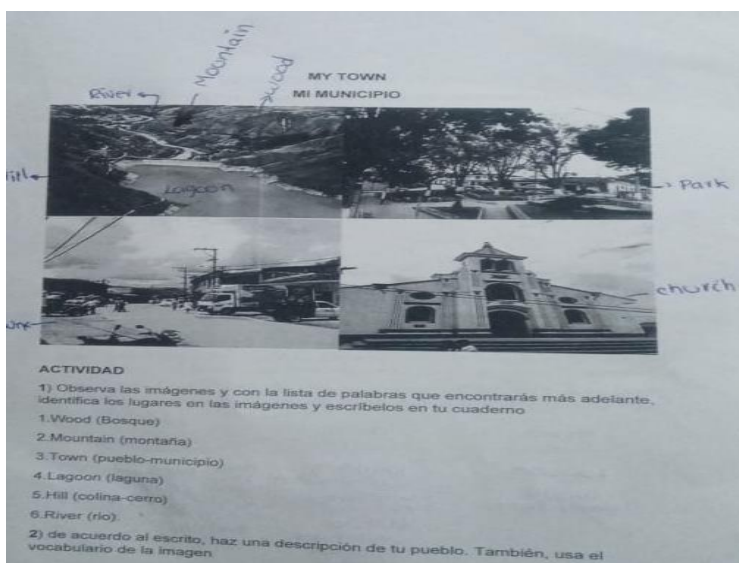 Mountain
wood
River
MY TOWN
MI MUNICIPIO
Lagoon
Park
church
ACTIVIDAD
1) Observa las imágenes y con la lista de palabras que encontrarás más adelante,
identifica los lugares en las imágenes y escríbelos en tu cuaderno
1.Wood (Bosque)
2.Mountain (montaña)
3.Town (pueblo-municipio)
4.Lagoon (laguna)
5.Hill (colina-cerro)
6.River (río).
2) de acuerdo al escrito, haz una descripción de tu pueblo. También, usa el
vocabulario de la imagen